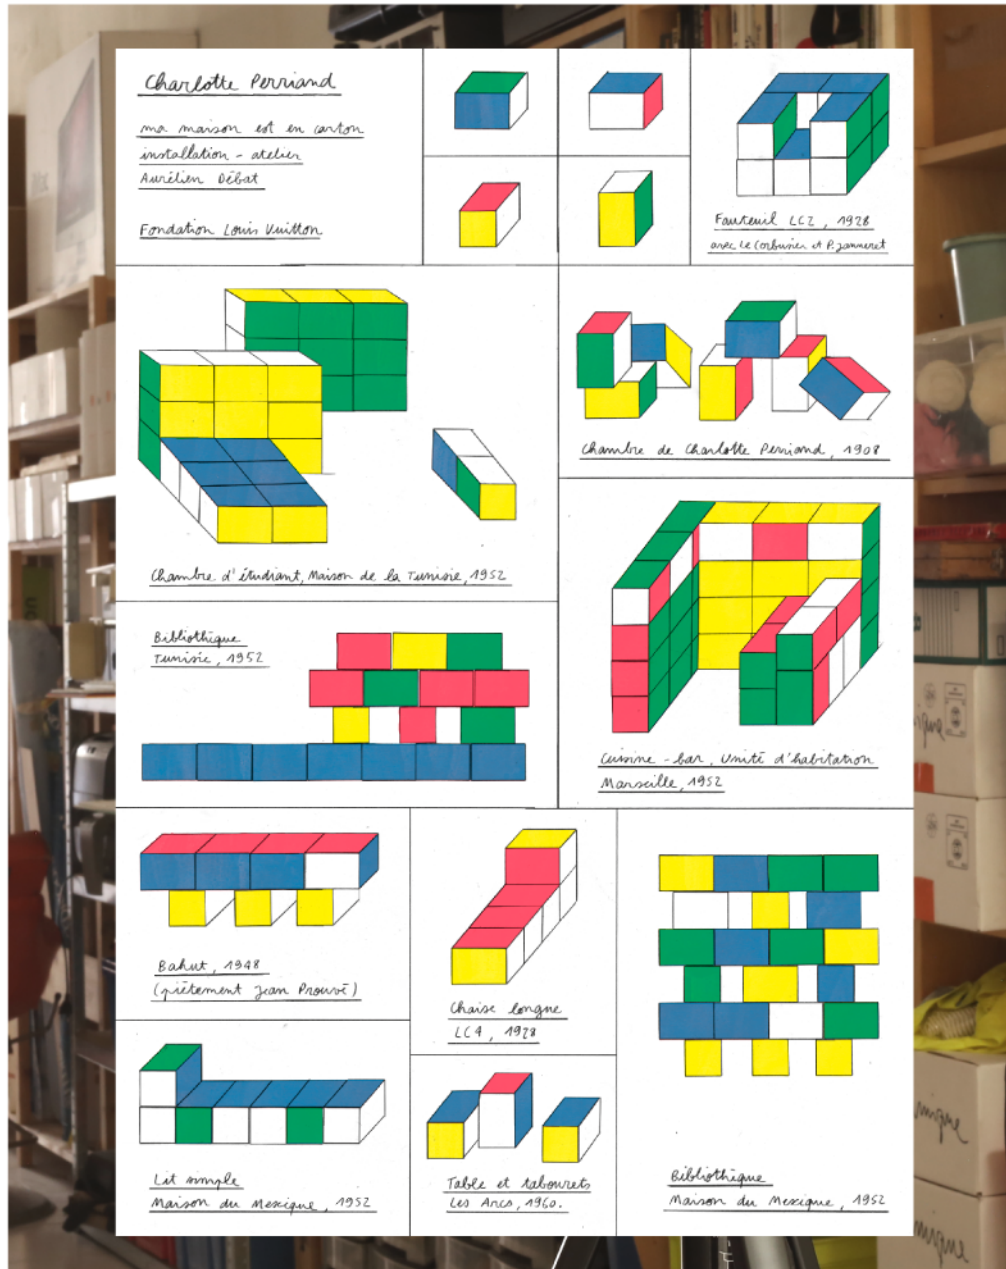 Charlotte Perriand
ma maison est en carton
installation - atelier
Aurélien Débat
Fondation Louis Vuitton
Fauteuil LC2, 1928
avec Le Corbusier et P. Jeanneret
Chambre d'étudiant, Maison de la Tunisie, 1952
Chambre de Charlotte Perriand, 1908
Bibliothèque
Tunisie, 1952
Cuisine - bar, Unité d'habitation
Marseille, 1952
Bahut, 1948
(piètement Jean Prouvé)
Chaise longue
LC4, 1928
Lit simple
Maison du Mexique, 1952
Table et tabourets
Les Arcs, 1960.
Bibliothèque
Maison du Mexique, 1952